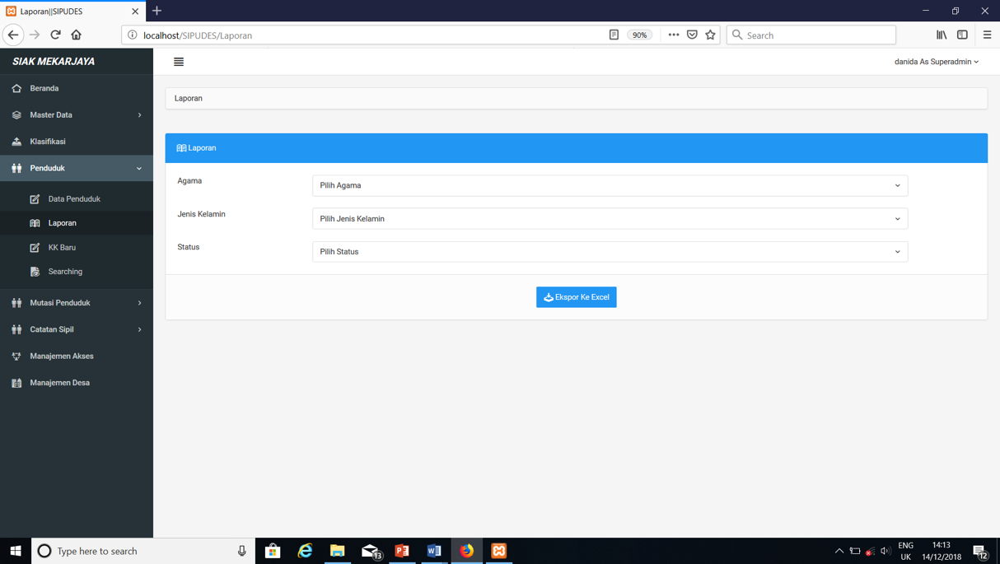 Laporan||SIPUDES
localhost/SIPUDES/Laporan
90%
Search
SIAK MEKARJAYA
danida As Superadmin
Beranda
Master Data
Klasifikasi
Penduduk
Data Penduduk
Laporan
KK Baru
Searching
Mutasi Penduduk
Catatan Sipil
Manajemen Akses
Manajemen Desa
Laporan
Laporan
Agama
Pilih Agama
Jenis Kelamin
Pilih Jenis Kelamin
Status
Pilih Status
Ekspor Ke Excel
Type here to search
13
ENG
UK
14:13
14/12/2018
12